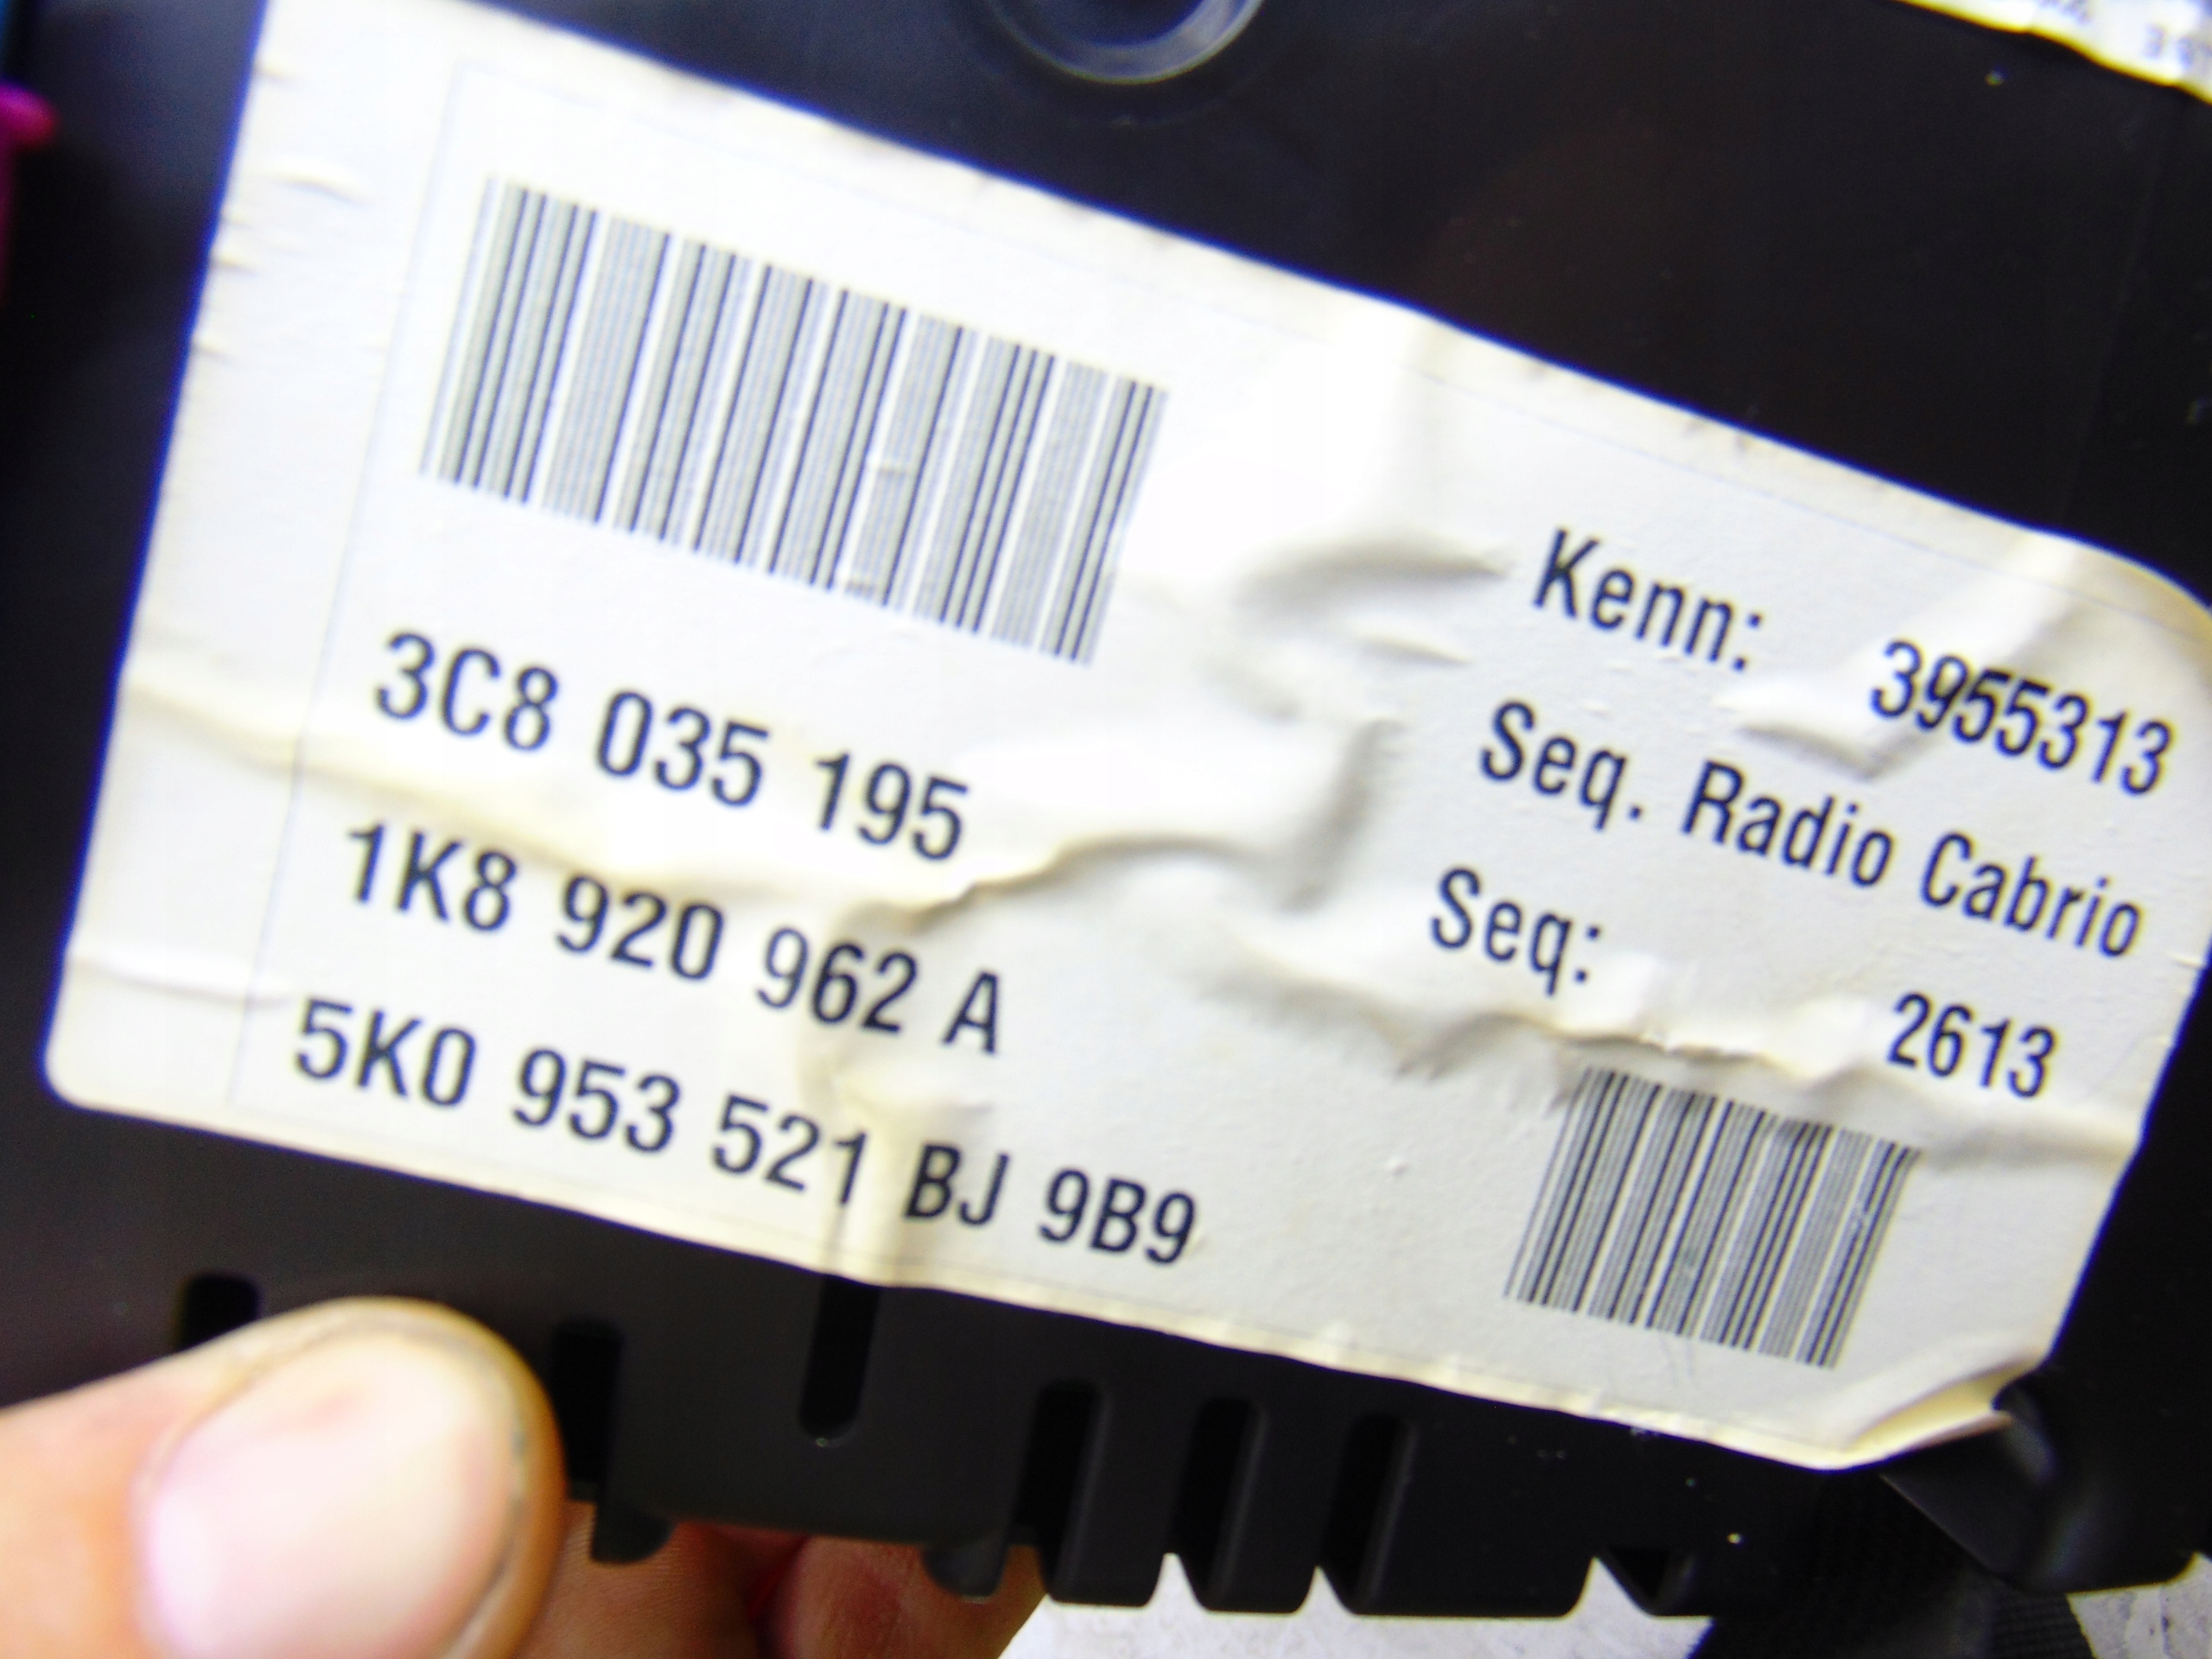 3C8 035 195
1K8 920 962 A
5K0 953 521 BJ 9B9
Kenn: 3955313
Seq. Radio Cabrio
Seq: 2613